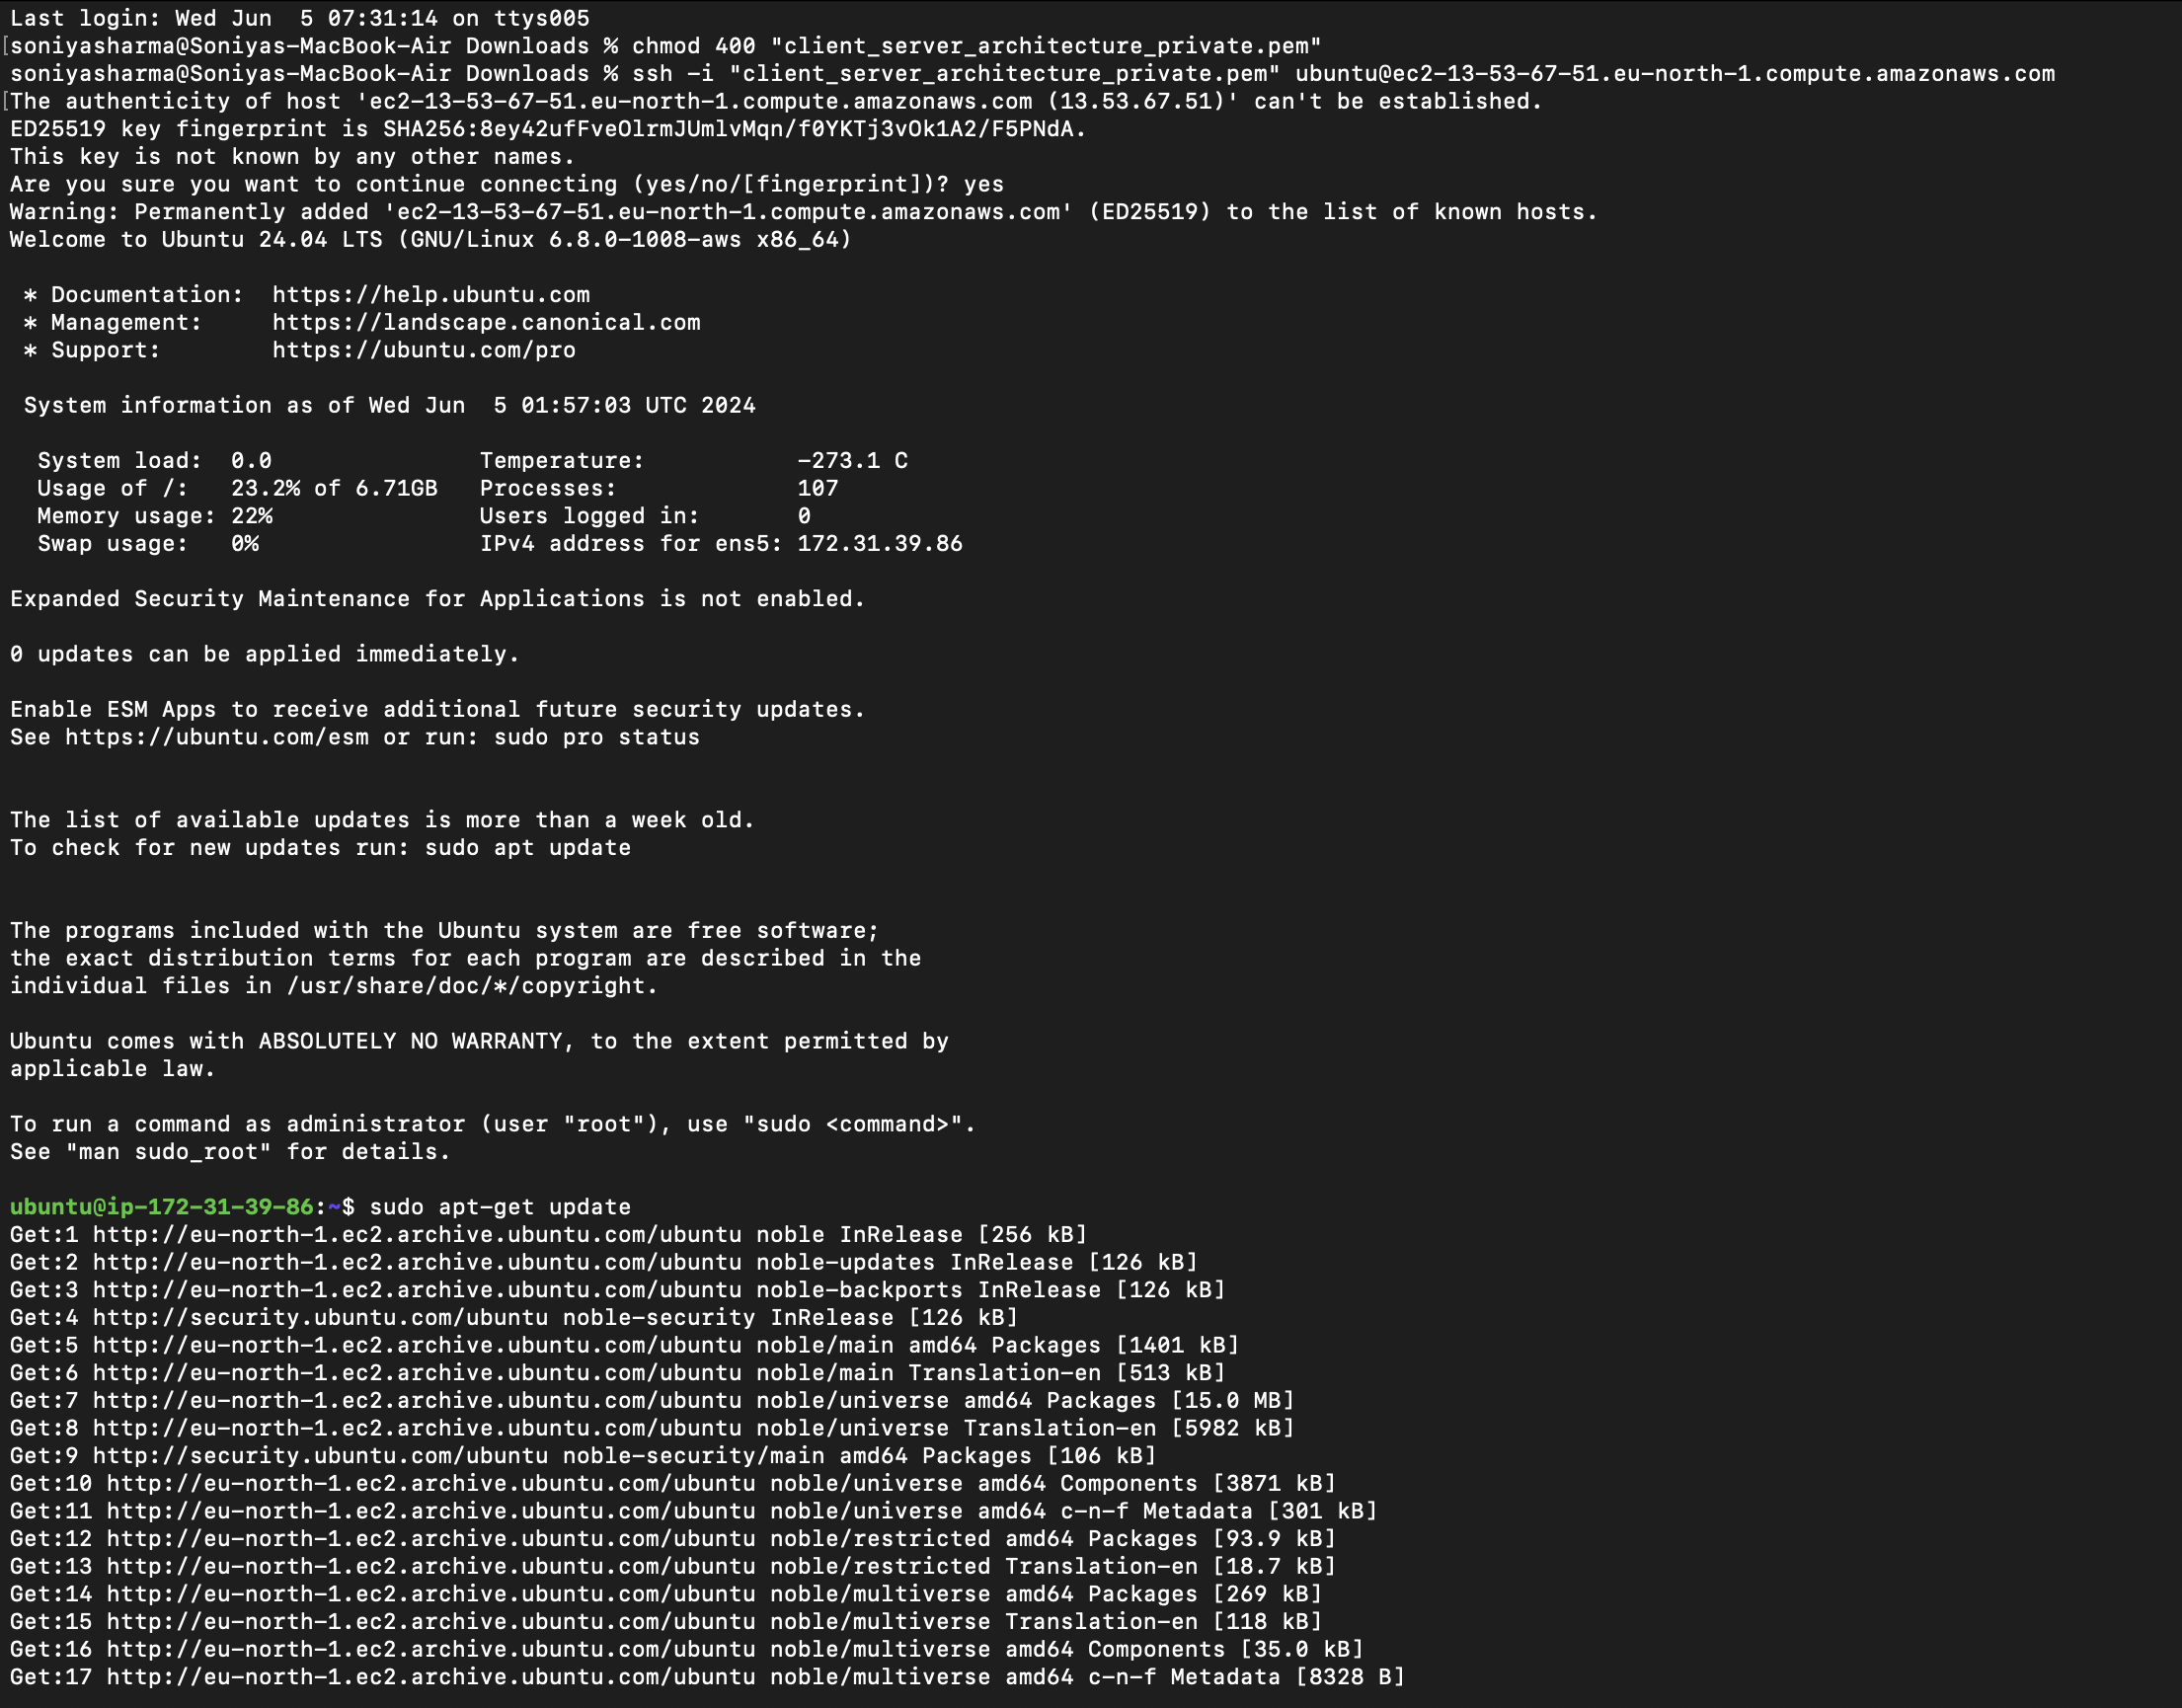 Last login: Wed Jun  5 07:31:14 on ttys005
[soniyasharma@Soniyas-MacBook-Air Downloads % chmod 400 "client_server_architecture_private.pem"
soniyasharma@Soniyas-MacBook-Air Downloads % ssh -i "client_server_architecture_private.pem" ubuntu@ec2-13-53-67-51.eu-north-1.compute.amazonaws.com
[The authenticity of host 'ec2-13-53-67-51.eu-north-1.compute.amazonaws.com (13.53.67.51)' can't be established.
ED25519 key fingerprint is SHA256:8ey42ufFveOlrmJUmlvMqn/f0YKTj3vOk1A2/F5PNdA.
This key is not known by any other names.
Are you sure you want to continue connecting (yes/no/[fingerprint])? yes
Warning: Permanently added 'ec2-13-53-67-51.eu-north-1.compute.amazonaws.com' (ED25519) to the list of known hosts.
Welcome to Ubuntu 24.04 LTS (GNU/Linux 6.8.0-1008-aws x86_64)

 * Documentation:  https://help.ubuntu.com
 * Management:     https://landscape.canonical.com
 * Support:        https://ubuntu.com/pro

 System information as of Wed Jun  5 01:57:03 UTC 2024

  System load:  0.0               Temperature:           -273.1 C
  Usage of /:   23.2% of 6.71GB   Processes:             107
  Memory usage: 22%               Users logged in:       0
  Swap usage:   0%                IPv4 address for ens5: 172.31.39.86

Expanded Security Maintenance for Applications is not enabled.

0 updates can be applied immediately.

Enable ESM Apps to receive additional future security updates.
See https://ubuntu.com/esm or run: sudo pro status


The list of available updates is more than a week old.
To check for new updates run: sudo apt update


The programs included with the Ubuntu system are free software;
the exact distribution terms for each program are described in the
individual files in /usr/share/doc/*/copyright.

Ubuntu comes with ABSOLUTELY NO WARRANTY, to the extent permitted by
applicable law.

To run a command as administrator (user "root"), use "sudo <command>".
See "man sudo_root" for details.

ubuntu@ip-172-31-39-86:~$ sudo apt-get update
Get:1 http://eu-north-1.ec2.archive.ubuntu.com/ubuntu noble InRelease [256 kB]
Get:2 http://eu-north-1.ec2.archive.ubuntu.com/ubuntu noble-updates InRelease [126 kB]
Get:3 http://eu-north-1.ec2.archive.ubuntu.com/ubuntu noble-backports InRelease [126 kB]
Get:4 http://security.ubuntu.com/ubuntu noble-security InRelease [126 kB]
Get:5 http://eu-north-1.ec2.archive.ubuntu.com/ubuntu noble/main amd64 Packages [1401 kB]
Get:6 http://eu-north-1.ec2.archive.ubuntu.com/ubuntu noble/main Translation-en [513 kB]
Get:7 http://eu-north-1.ec2.archive.ubuntu.com/ubuntu noble/universe amd64 Packages [15.0 MB]
Get:8 http://eu-north-1.ec2.archive.ubuntu.com/ubuntu noble/universe Translation-en [5982 kB]
Get:9 http://security.ubuntu.com/ubuntu noble-security/main amd64 Packages [106 kB]
Get:10 http://eu-north-1.ec2.archive.ubuntu.com/ubuntu noble/universe amd64 Components [3871 kB]
Get:11 http://eu-north-1.ec2.archive.ubuntu.com/ubuntu noble/universe amd64 c-n-f Metadata [301 kB]
Get:12 http://eu-north-1.ec2.archive.ubuntu.com/ubuntu noble/restricted amd64 Packages [93.9 kB]
Get:13 http://eu-north-1.ec2.archive.ubuntu.com/ubuntu noble/restricted Translation-en [18.7 kB]
Get:14 http://eu-north-1.ec2.archive.ubuntu.com/ubuntu noble/multiverse amd64 Packages [269 kB]
Get:15 http://eu-north-1.ec2.archive.ubuntu.com/ubuntu noble/multiverse Translation-en [118 kB]
Get:16 http://eu-north-1.ec2.archive.ubuntu.com/ubuntu noble/multiverse amd64 Components [35.0 kB]
Get:17 http://eu-north-1.ec2.archive.ubuntu.com/ubuntu noble/multiverse amd64 c-n-f Metadata [8328 B]